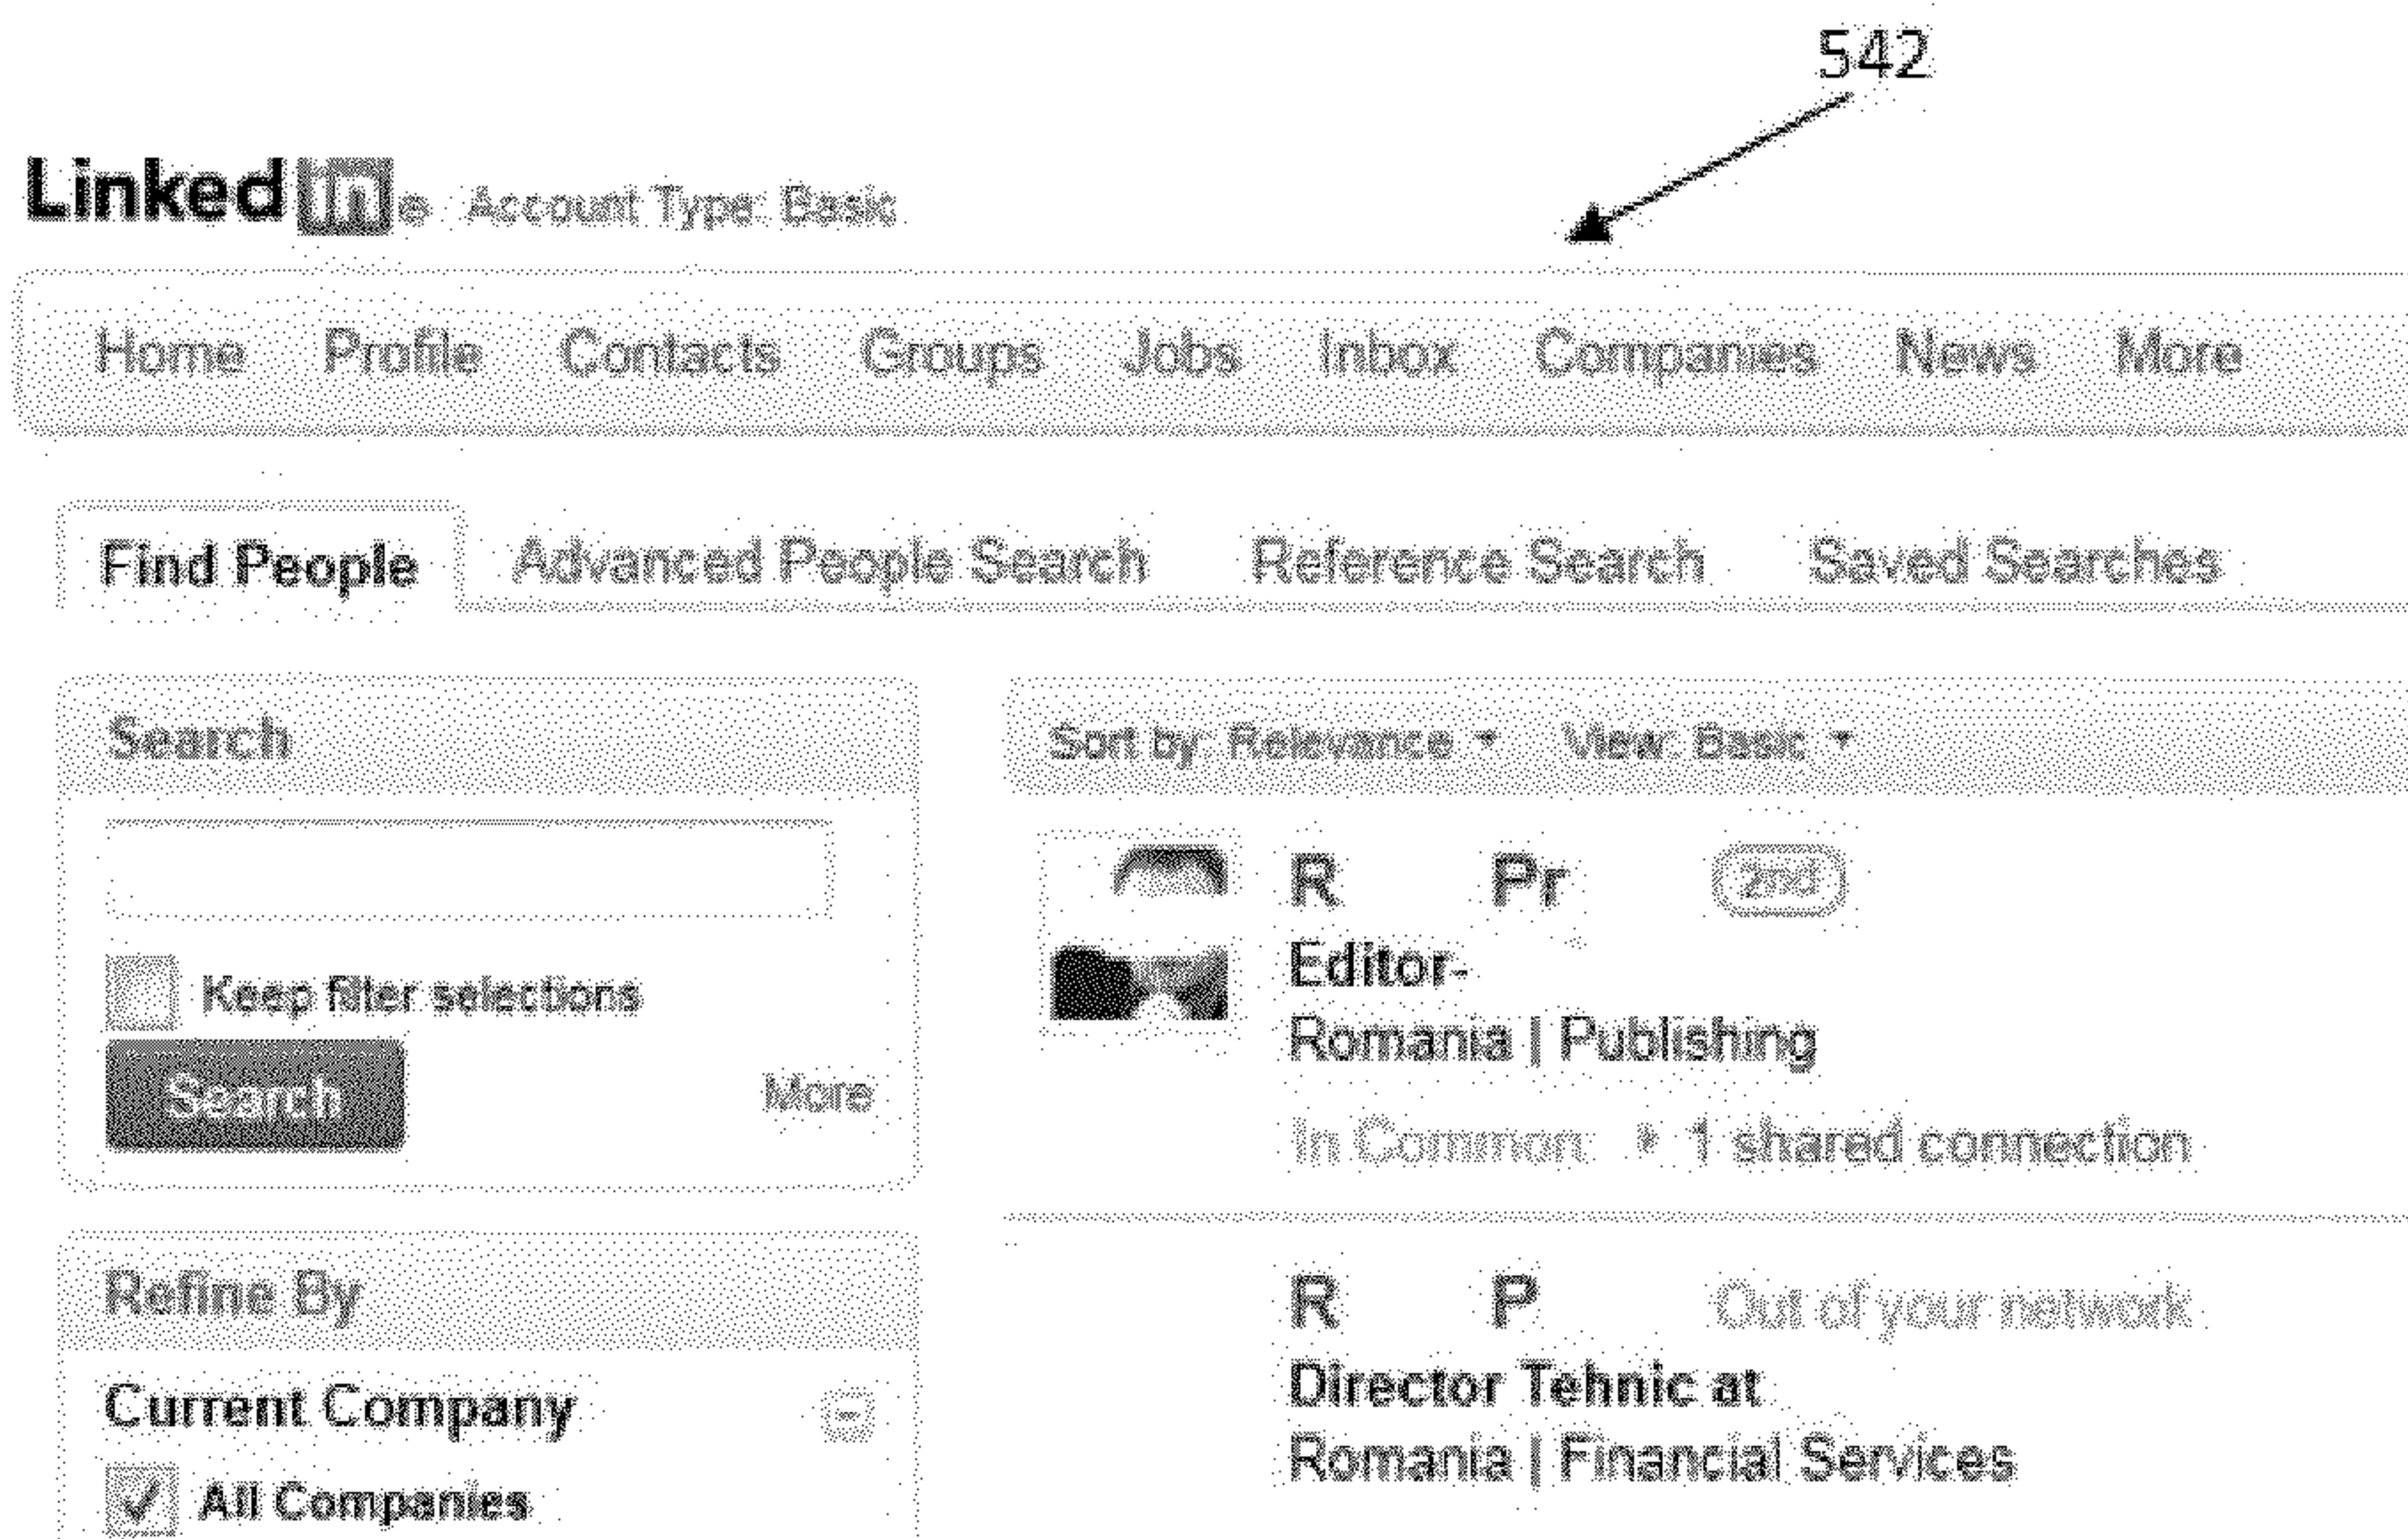 542
Linked in e Account Type: Basic
Home Profile Contacts Groups Jobs Inbox Companies News More
Find People Advanced People Search Reference Search Saved Searches
Search
Keep filter selections
Search More
Refine By
Current Company
All Companies
Sort by: Relevance View: Basic
R Pr 2nd
Editor-
Romania | Publishing
In Common: 1 shared connection
R P Out of your network
Director Tehnic at
Romania | Financial Services